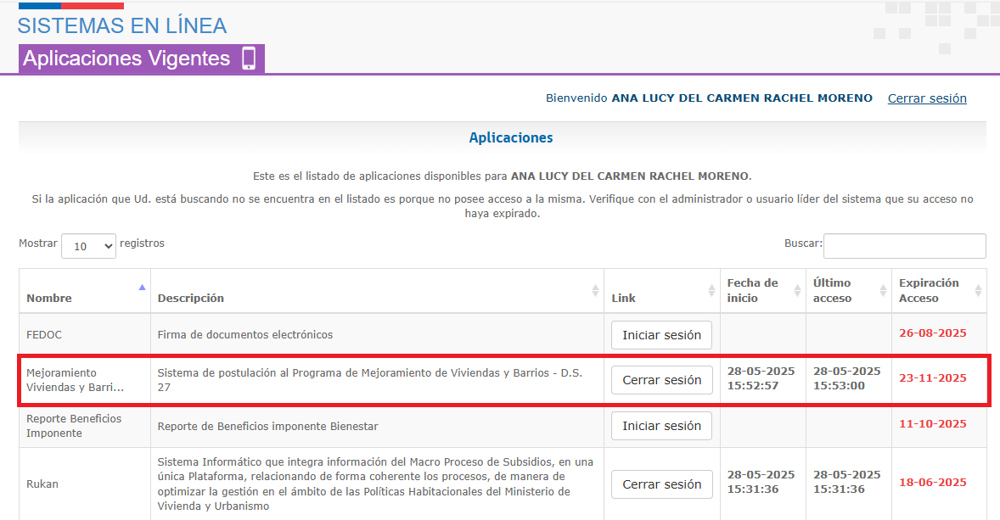 SISTEMAS EN LÍNEA
Aplicaciones Vigentes
Bienvenido ANA LUCY DEL CARMEN RACHEL MORENO Cerrar sesión
Aplicaciones
Este es el listado de aplicaciones disponibles para ANA LUCY DEL CARMEN RACHEL MORENO.
Si la aplicación que Ud. está buscando no se encuentra en el listado es porque no posee acceso a la misma. Verifique con el administrador o usuario líder del sistema que su acceso no
haya expirado.
Mostrar 10 registros Buscar:
Nombre
Descripción
Link
Fecha de
inicio
Último
acceso
Expiración
Acceso
FEDOC
Firma de documentos electrónicos
Iniciar sesión
26-08-2025
Mejoramiento
Viviendas y Barri...
Sistema de postulación al Programa de Mejoramiento de Viviendas y Barrios - D.S.
27
Cerrar sesión
28-05-2025
15:52:57
28-05-2025
15:53:00
23-11-2025
Reporte Beneficios
Imponente
Reporte de Beneficios imponente Bienestar
Iniciar sesión
11-10-2025
Rukan
Sistema Informático que integra información del Macro Proceso de Subsidios, en una
única Plataforma, relacionando de forma coherente los procesos, de manera de
optimizar la gestión en el ámbito de las Políticas Habitacionales del Ministerio de
Vivienda y Urbanismo
Cerrar sesión
28-05-2025
15:31:36
28-05-2025
15:31:36
18-06-2025